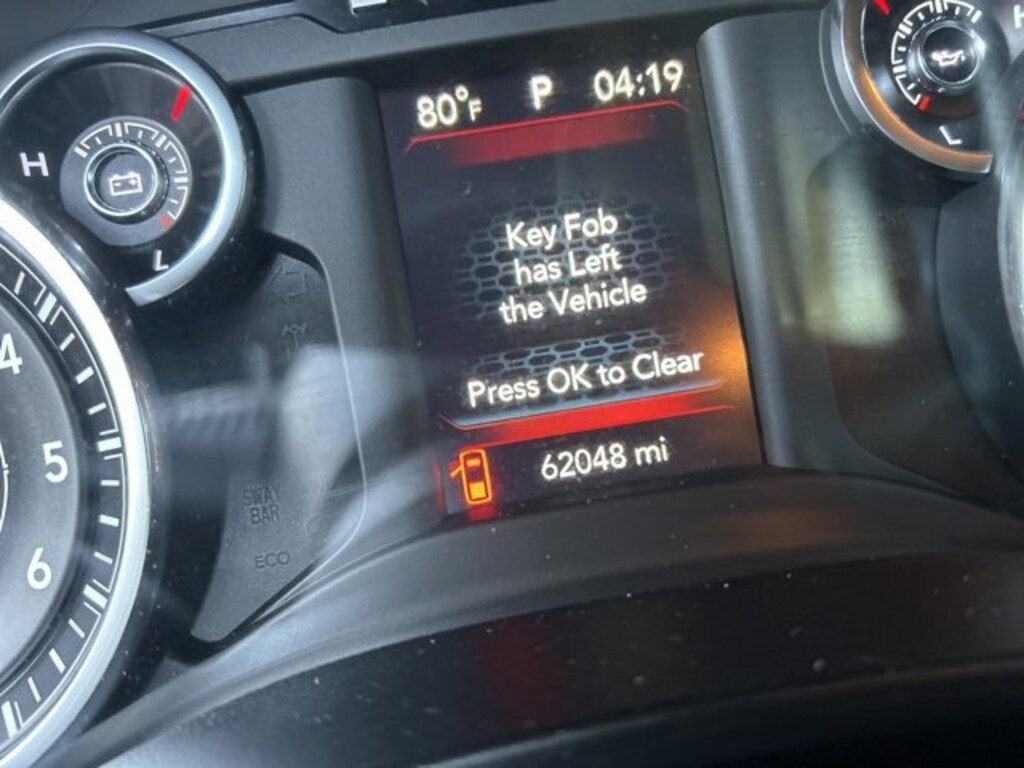 80°F P 04:19
H
L
H
L
Key Fob
has Left
the Vehicle
Press OK to Clear
62048 mi
4
5
6
SWAY
BAR
ECO